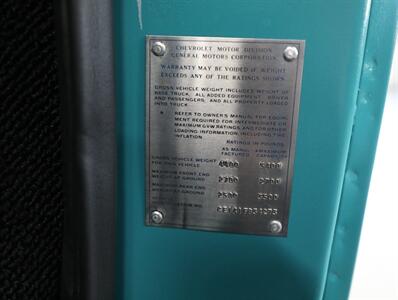 CHEVROLET MOTOR DIVISION
GENERAL MOTORS CORPORATION
WARRANTY MAY BE VOIDED IF WEIGHT
EXCEEDS ANY OF THE RATINGS SHOWN
GROSS VEHICLE WEIGHT INCLUDES WEIGHT OF
BASE TRUCK, ALL ADDED EQUIPMENT, DRIVER
AND PASSENGERS, AND ALL PROPERTY LOADED
INTO TRUCK.
REFER TO OWNER'S MANUAL FOR EQUIP-
MENT REQUIRED FOR INTERMEDIATE OR
MAXIMUM GVW RATINGS, AND FOR OTHER
LOADING INFORMATION, INCLUDING TIRE
INFLATION.
RATINGS IN POUNDS
AS MANU- MAXIMUM
FACTURED CAPACITY
GROSS VEHICLE WEIGHT
FOR THIS VEHICLE
MAXIMUM FRONT END
WEIGHT AT GROUND 2700
MAXIMUM REAR END
WEIGHT AT GROUND 3500